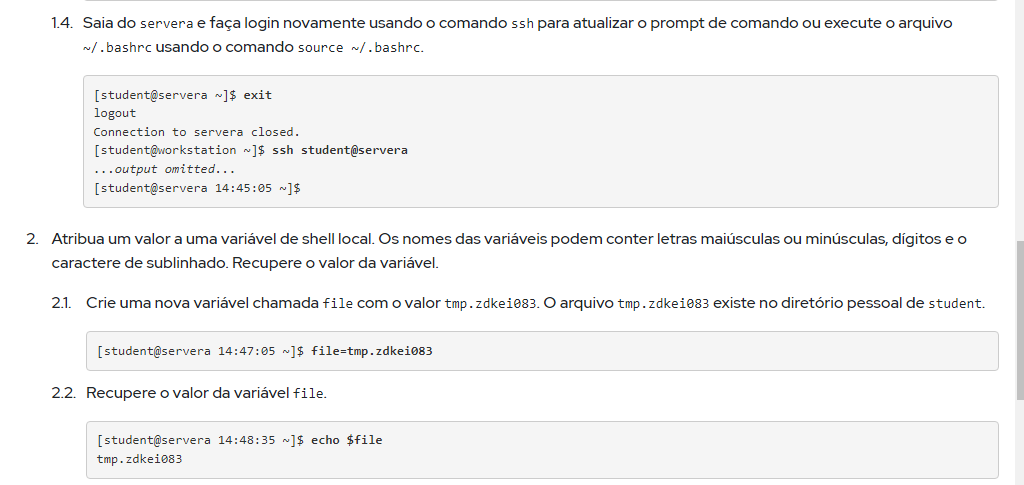 1.4. Saia do servera e faça login novamente usando o comando ssh para atualizar o prompt de comando ou execute o arquivo
~/.bashrc usando o comando source ~/.bashrc.
[student@servera ~]$ exit
logout
Connection to servera closed.
[student@workstation ~]$ ssh student@servera
...output omitted...
[student@servera 14:45:05 ~]$
2. Atribua um valor a uma variável de shell local. Os nomes das variáveis podem conter letras maiúsculas ou minúsculas, dígitos e o
caractere de sublinhado. Recupere o valor da variável.
2.1. Crie uma nova variável chamada file com o valor tmp.zdkei083. O arquivo tmp.zdkei083 existe no diretório pessoal de student.
[student@servera 14:47:05 ~]$ file=tmp.zdkei083
2.2. Recupere o valor da variável file.
[student@servera 14:48:35 ~]$ echo $file
tmp.zdkei083